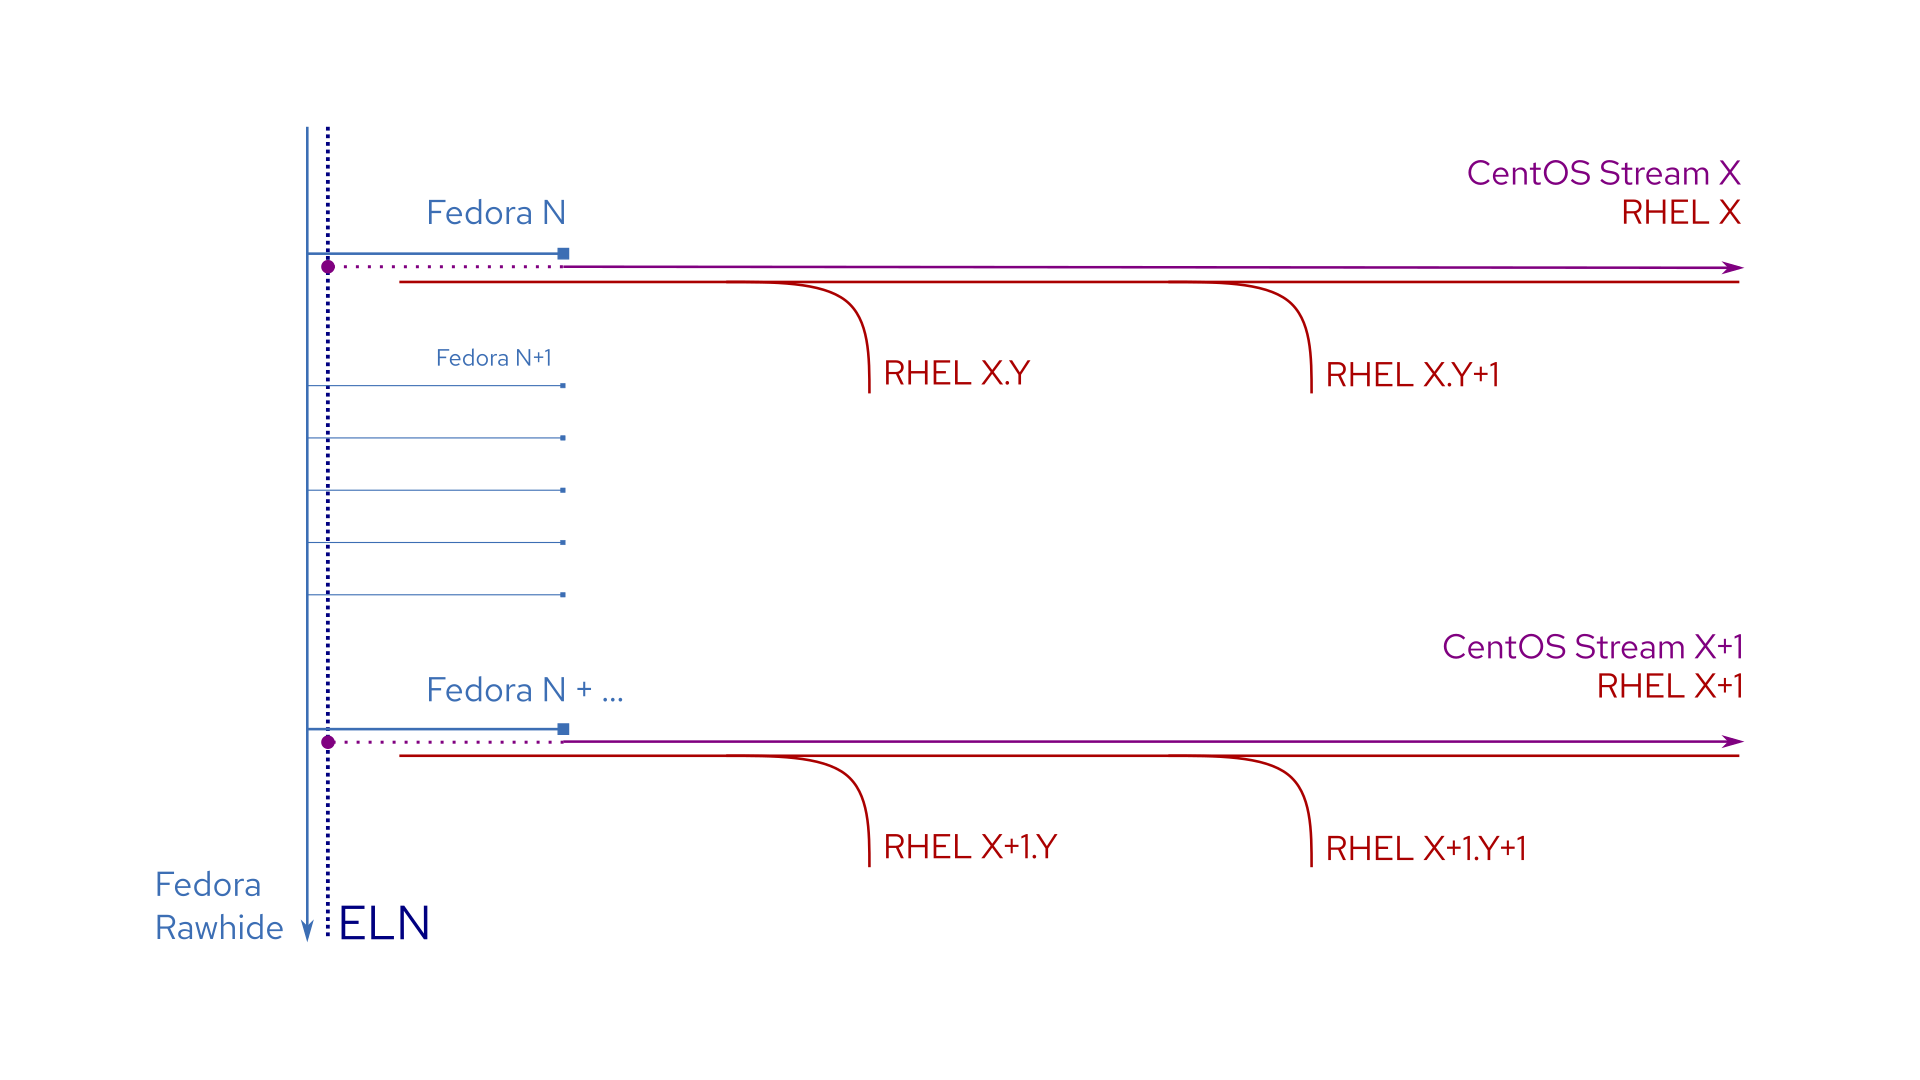 CentOS Stream X
RHEL X
Fedora N
Fedora N+1
RHEL X.Y
RHEL X.Y+1
CentOS Stream X+1
RHEL X+1
Fedora N + ...
RHEL X+1.Y
RHEL X+1.Y+1
Fedora
Rawhide
ELN